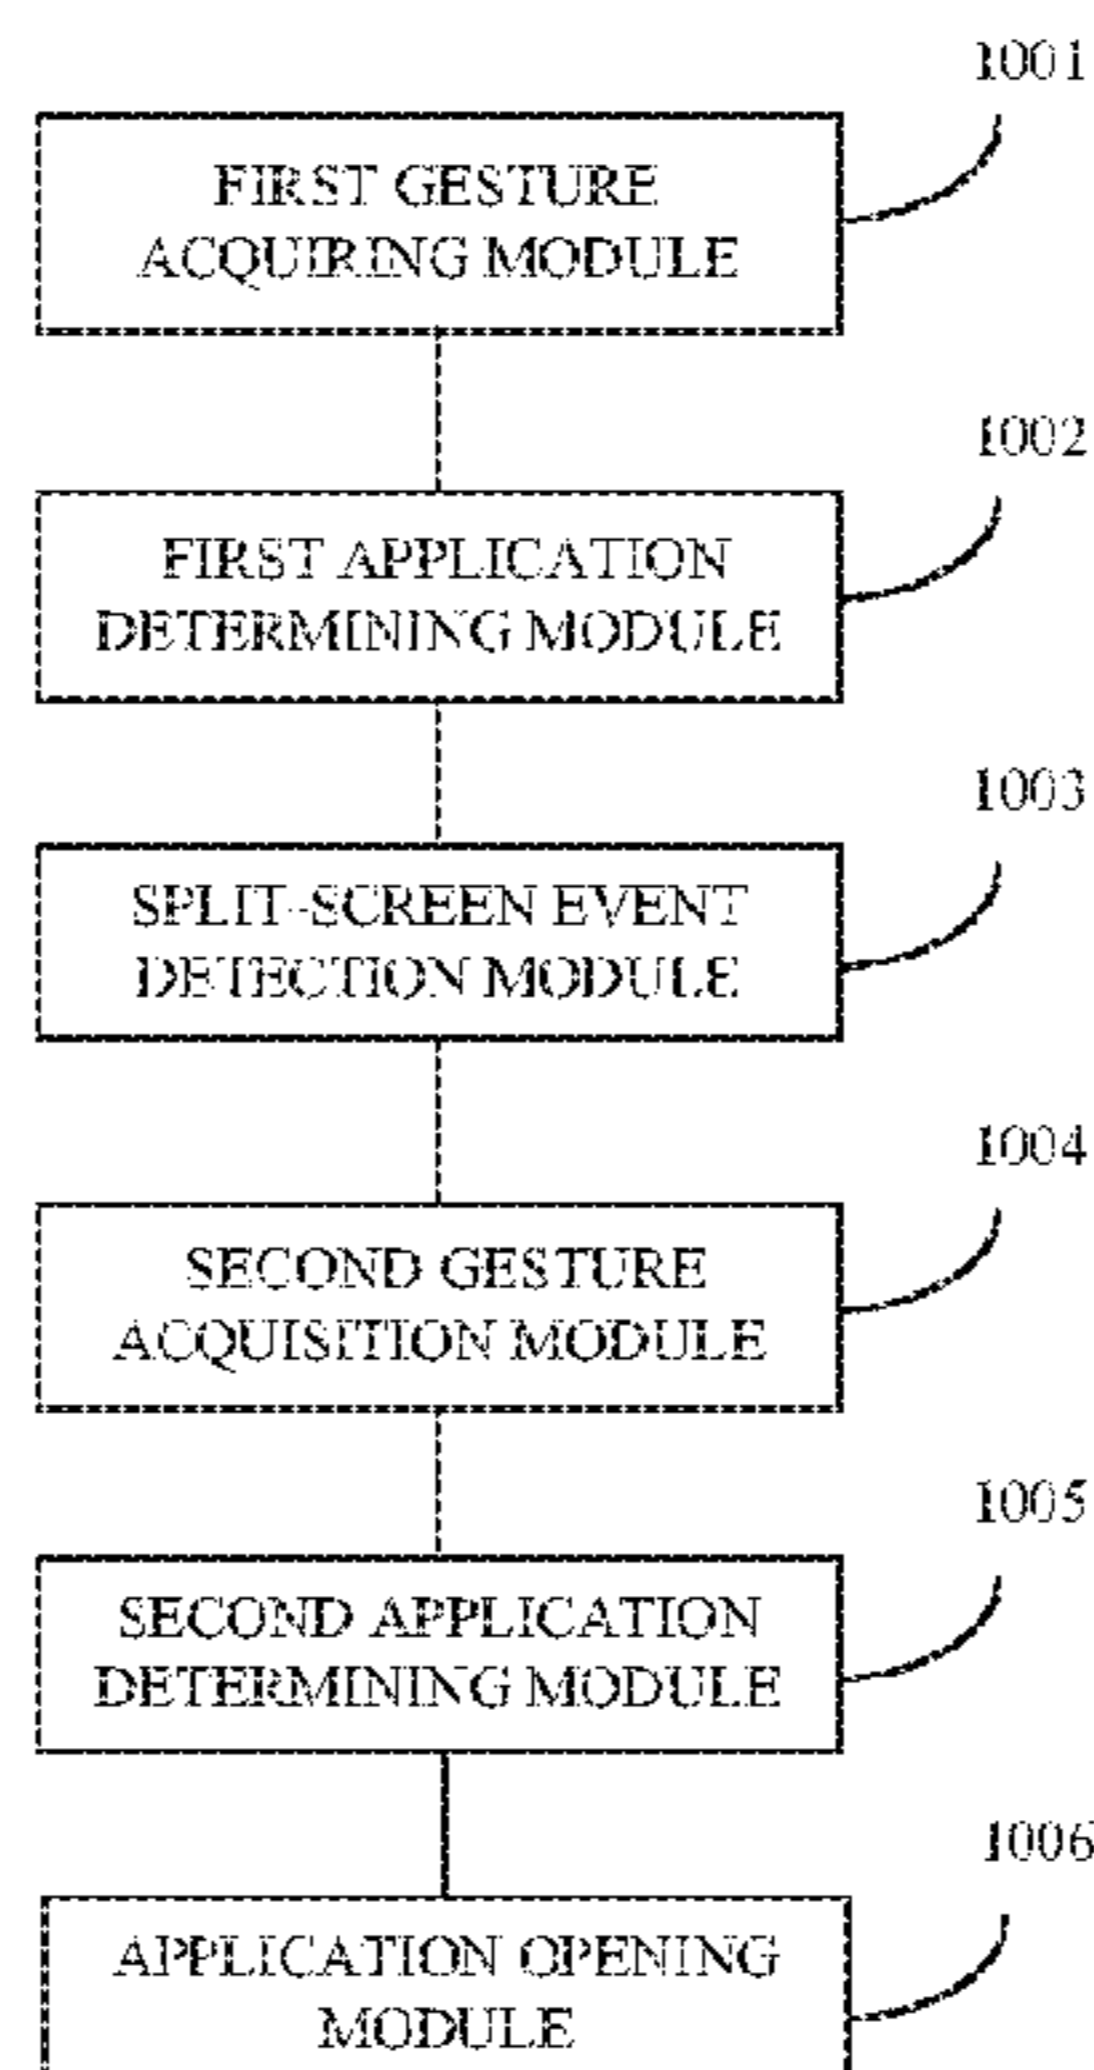 1001
FIRST GESTURE
ACQUIRING MODULE
1002
FIRST APPLICATION
DETERMINING MODULE
1003
SPLIT-SCREEN EVENT
DETECTION MODULE
1004
SECOND GESTURE
ACQUISITION MODULE
1005
SECOND APPLICATION
DETERMINING MODULE
1006
APPLICATION OPENING
MODULE